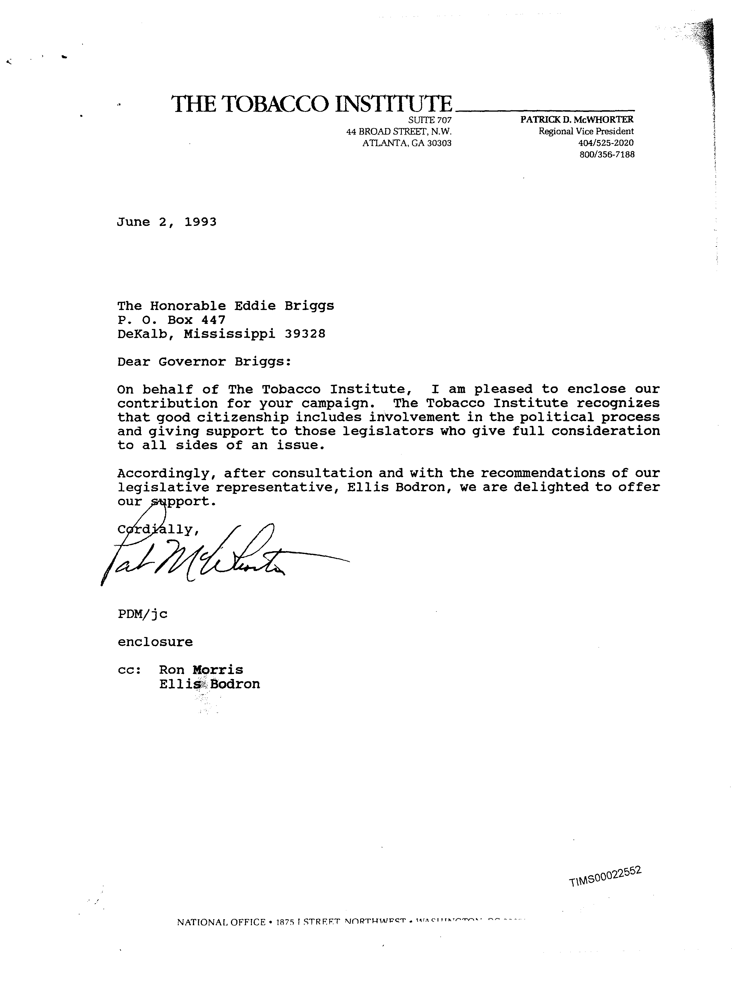 THE TOBACCO INSTITUTE
SUITE 707
44 BROAD STREET, N.W.
ATLANTA, GA 30303
PATRICK D. McWHORTER
Regional Vice President
404/525-2020
800/356-7188
June 2, 1993
The Honorable Eddie Briggs
P. O. Box 447
DeKalb, Mississippi 39328
Dear Governor Briggs:
On behalf of The Tobacco Institute, I am pleased to enclose our
contribution for your campaign. The Tobacco Institute recognizes
that good citizenship includes involvement in the political process
and giving support to those legislators who give full consideration
to all sides of an issue.
Accordingly, after consultation and with the recommendations of our
legislative representative, Ellis Bodron, we are delighted to offer
our support.
Cordially,
Pat McWhorter
PDM/jc
enclosure
cc: Ron Morris
Ellis Bodron
TIMS00022552
NATIONAL OFFICE • 1875 I STREET NORTHWEST • WASHINGTON